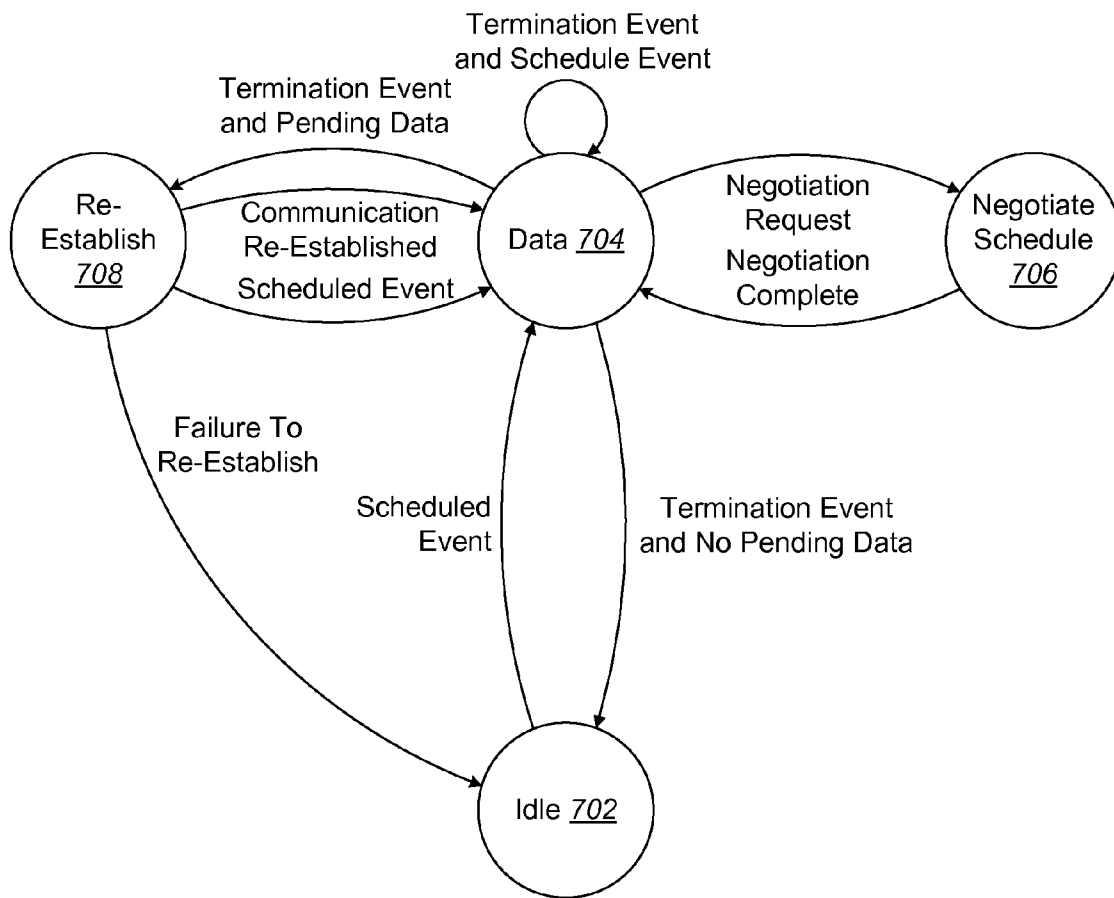 Termination Event
and Schedule Event
Termination Event
and Pending Data
Re-
Establish
708
Communication
Re-Established
Scheduled Event
Data 704
Negotiation
Request
Negotiation
Complete
Negotiate
Schedule
706
Failure To
Re-Establish
Scheduled
Event
Termination Event
and No Pending Data
Idle 702